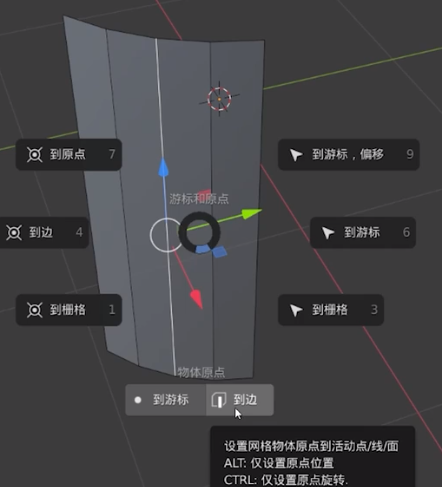 到原点 7
到游标，偏移 9
游标和原点
到边 4
到游标 6
到栅格 1
到栅格 3
物体原点
到游标
到边
设置网格物体原点到活动点/线/面
ALT: 仅设置原点位置
CTRL: 仅设置原点旋转.